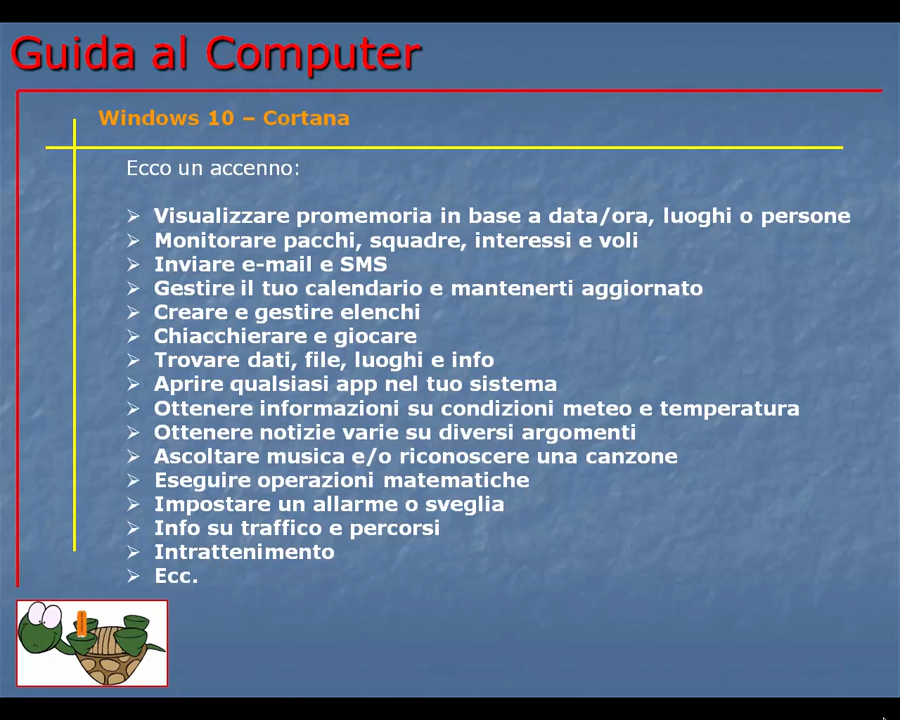 Guida al Computer
Windows 10 – Cortana
Ecco un accenno:
Visualizzare promemoria in base a data/ora, luoghi o persone
Monitorare pacchi, squadre, interessi e voli
Inviare e-mail e SMS
Gestire il tuo calendario e mantenerti aggiornato
Creare e gestire elenchi
Chiacchierare e giocare
Trovare dati, file, luoghi e info
Aprire qualsiasi app nel tuo sistema
Ottenere informazioni su condizioni meteo e temperatura
Ottenere notizie varie su diversi argomenti
Ascoltare musica e/o riconoscere una canzone
Eseguire operazioni matematiche
Impostare un allarme o sveglia
Info su traffico e percorsi
Intrattenimento
Ecc.